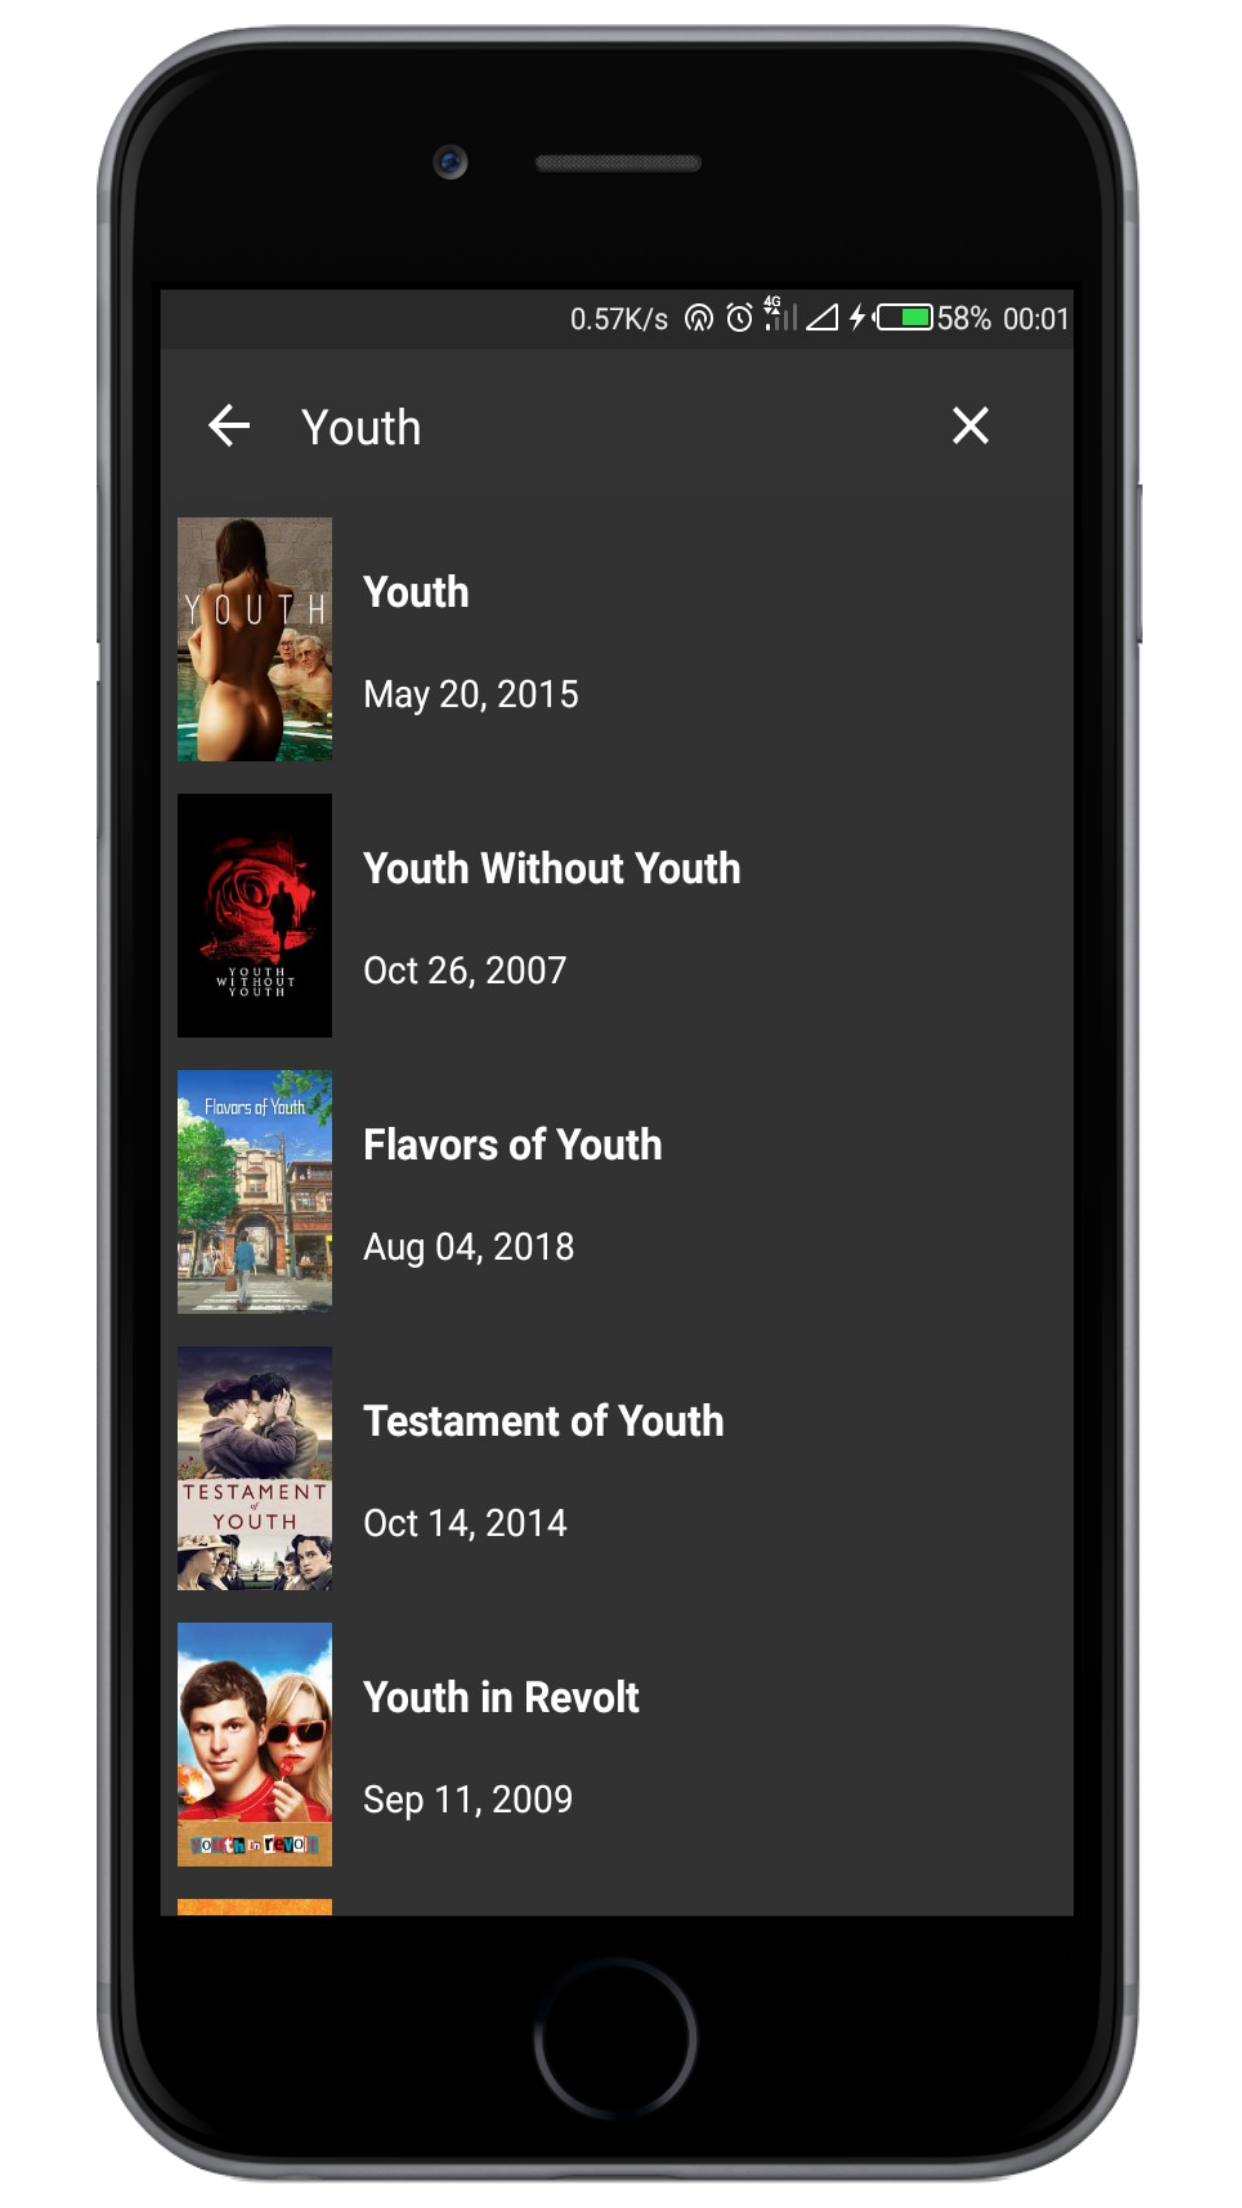 0.57K/s 4G 58% 00:01
Youth
YOUTH
Youth
May 20, 2015
Youth Without Youth
YOUTH
WITHOUT
YOUTH
Oct 26, 2007
Flavors of Youth
Flavors of Youth
Aug 04, 2018
Testament of Youth
TESTAMENT
of
YOUTH
Oct 14, 2014
Youth in Revolt
Sep 11, 2009
youth in revolt